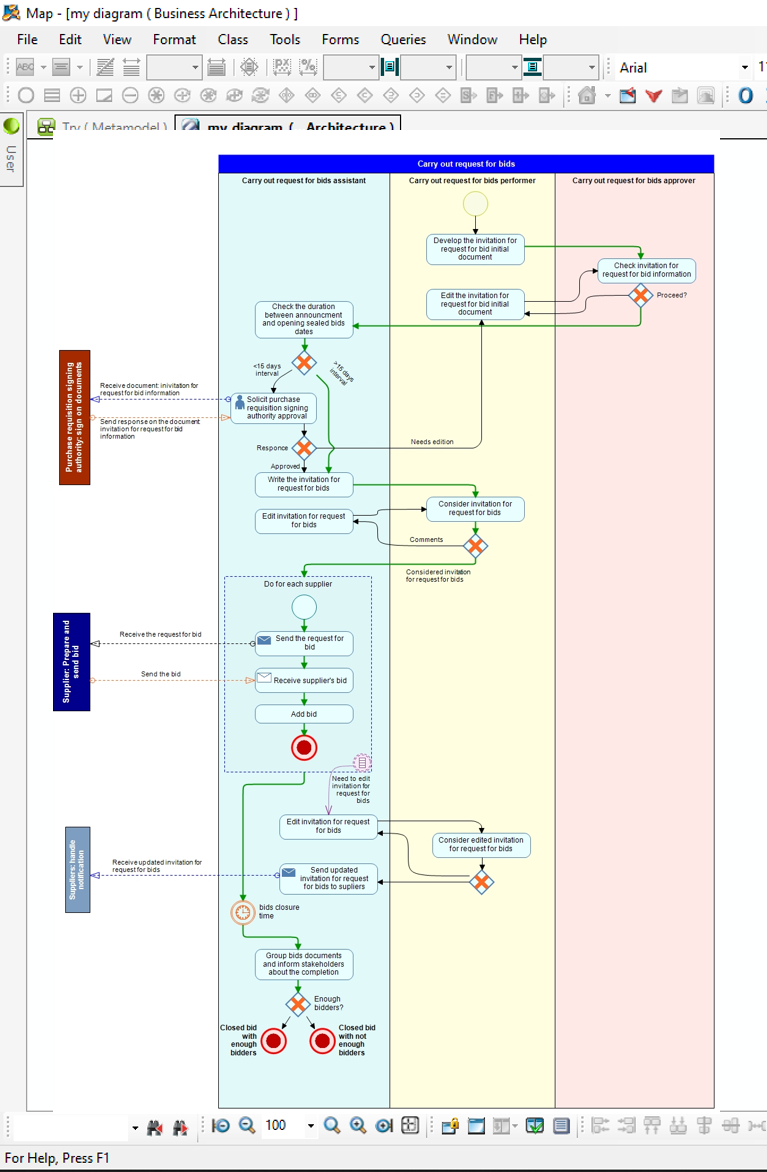 Map - [my diagram ( Business Architecture ) ]
File Edit View Format Class Tools Forms Queries Window Help
ABC PX % Arial 1
Try ( Metamodel ) my diagram ( Architecture )
User
Carry out request for bids
Carry out request for bids assistant
Carry out request for bids performer
Carry out request for bids approver
Develop the invitation for
request for bid initial
document
Check invitation for
request for bid information
Proceed?
Edit the invitation for
request for bid initial
document
Check the duration
between announcment
and opening sealed bids
dates
<15 days
interval
>15 days
interval
Purchase requisition signing
authority: sign on documents
Receive document: inivitation for
request for bid information
Send response on the document
invitation for request for bid
information
Solicit purchase
requisition signing
authority approval
Responce
Needs edition
Approved
Write the invitation for
request for bids
Consider invitation for
request for bids
Edit invitation for request
for bids
Comments
Considered invitation
for request for bids
Do for each supplier
Supplier: Prepare and
send bid
Receive the request for bid
Send the request for
bid
Send the bid
Receive supplier's bid
Add bid
Need to edit
invitation for
request for
bids
Edit invitation for request
for bids
Consider edited invitation
for request for bids
Suppliers: handle
notification
Receive updated invitation for
request for bids
Send updated
invitation for request
for bids to supliers
bids closure
time
Group bids documents
and inform stakeholders
about the completion
Enough
bidders?
Closed bid
with
enough
bidders
Closed bid
with not
enough
bidders
100
For Help, Press F1